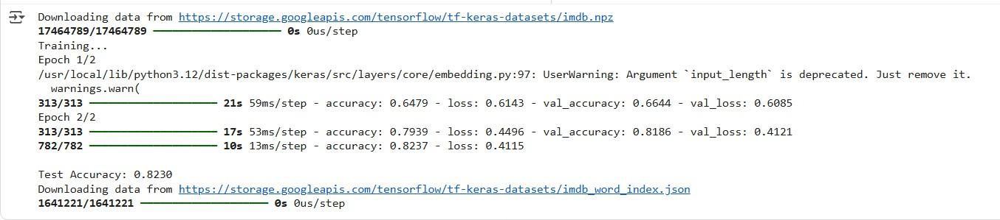 Downloading data from https://storage.googleapis.com/tensorflow/tf-keras-datasets/imdb.npz
17464789/17464789 ━━━━━━━━━━━━━━━━━━━━ 0s 0us/step
Training...
Epoch 1/2
/usr/local/lib/python3.12/dist-packages/keras/src/layers/core/embedding.py:97: UserWarning: Argument `input_length` is deprecated. Just remove it.
  warnings.warn(
313/313 ━━━━━━━━━━━━━━━━━━━━ 21s 59ms/step - accuracy: 0.6479 - loss: 0.6143 - val_accuracy: 0.6644 - val_loss: 0.6085
Epoch 2/2
313/313 ━━━━━━━━━━━━━━━━━━━━ 17s 53ms/step - accuracy: 0.7939 - loss: 0.4496 - val_accuracy: 0.8186 - val_loss: 0.4121
782/782 ━━━━━━━━━━━━━━━━━━━━ 10s 13ms/step - accuracy: 0.8237 - loss: 0.4115
Test Accuracy: 0.8230
Downloading data from https://storage.googleapis.com/tensorflow/tf-keras-datasets/imdb_word_index.json
1641221/1641221 ━━━━━━━━━━━━━━━━━━━━ 0s 0us/step